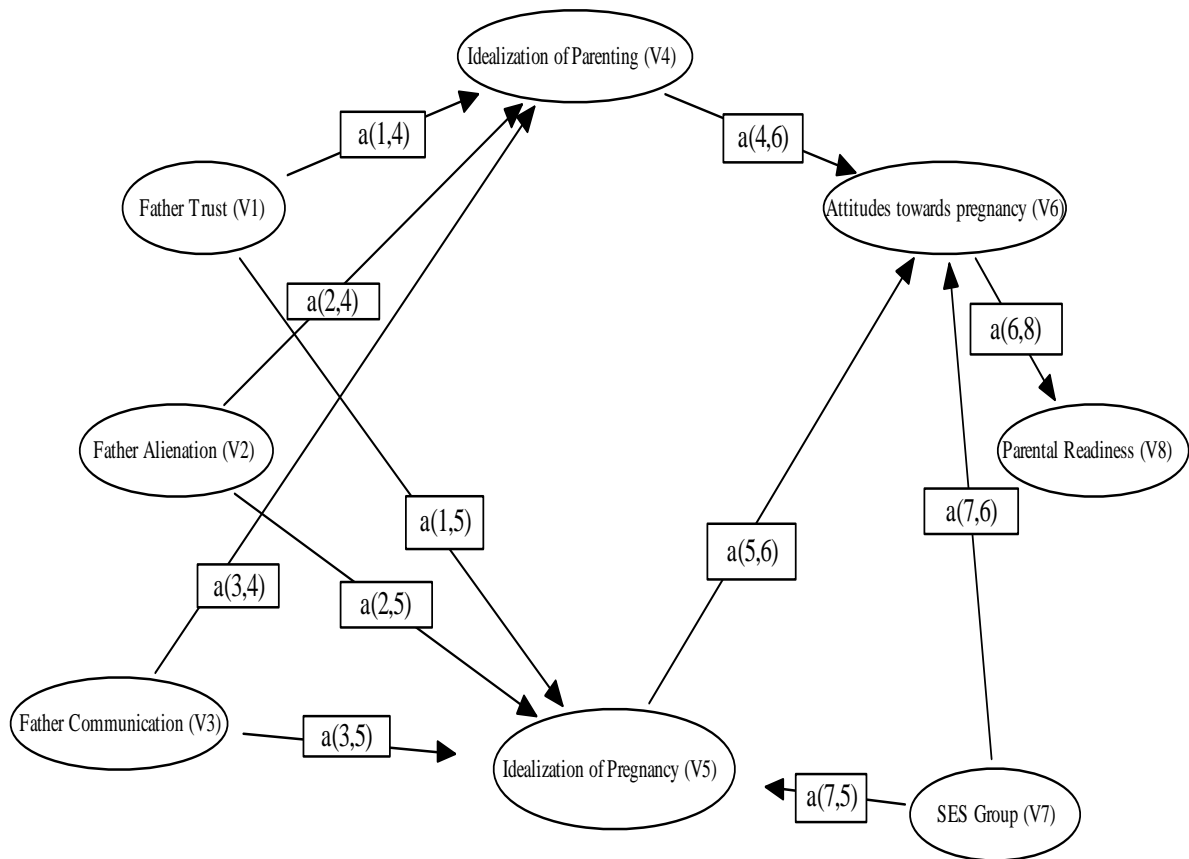 Idealization of Parenting (V4)
a(1,4)
a(4,6)
Father Trust (V1)
Attitudes towards pregnancy (V6)
a(2,4)
a(6,8)
Father Alienation (V2)
Parental Readiness (V8)
a(1,5)
a(7,6)
a(5,6)
a(3,4)
a(2,5)
Father Communication (V3)
a(3,5)
Idealization of Pregnancy (V5)
a(7,5)
SES Group (V7)